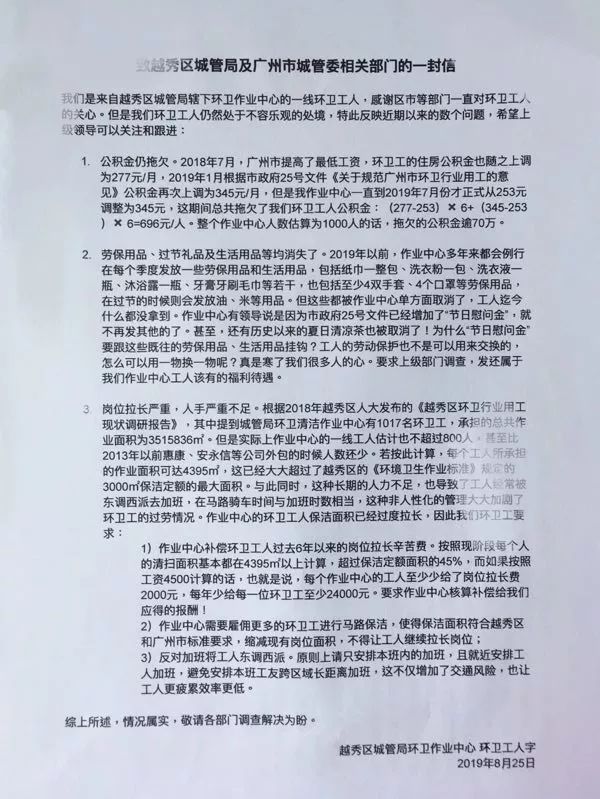 致越秀区城管局及广州市城管委相关部门的一封信
我们是来自越秀区城管局辖下环卫作业中心的一线环卫工人，感谢区市等部门一直对环卫工人
的关心。但是我们环卫工人仍然处于不容乐观的处境，特此反映近期以来的数个问题，希望上
级领导可以关注和跟进：
1. 公积金仍拖欠。2018年7月，广州市提高了最低工资，环卫工的住房公积金也随之上调
为277元/月，2019年1月根据市政府25号文件《关于规范广州市环卫行业用工的意
见》公积金再次上调为345元/月，但是我作业中心一直到2019年7月份才正式从253元
调整为345元，这期间总共拖欠了我们环卫工人公积金：（277-253）✖ 6+（345-253
）✖ 6=696元/人。整个作业中心人数估算为1000人的话，拖欠的公积金逾70万。
2. 劳保用品、过节礼品及生活用品等均消失了。2019年以前，作业中心多年来都会例行
在每个季度发放一些劳保用品和生活用品，包括纸巾一整包、洗衣粉一包、洗衣液一
瓶、沐浴露一瓶、牙膏牙刷毛巾等若干，也包括至少4双手套、4个口罩等劳保用品，
在过节的时候则会发放油、米等用品。但这些都被作业中心单方面取消了，工人迄今
什么都没拿到。作业中心有领导说是因为市政府25号文件已经增加了“节日慰问金”，就
不再发其他的了。甚至，还有历史以来的夏日清凉茶也被取消了！为什么“节日慰问金”
要跟这些既往的劳保用品、生活用品挂钩？工人的劳动保护也不是可以用来交换的，
怎么可以用一物换一物呢？真是寒了我们很多人的心。要求上级部门调查，发还属于
我们作业中心工人该有的福利待遇。
3. 岗位拉长严重，人手严重不足。根据2018年越秀区人大发布的《越秀区环卫行业用工
现状调研报告》，其中提到城管局环卫清洁作业中心有1017名环卫工，承担的总共作
业面积为3515836㎡。但是实际上作业中心的一线工人估计也不超过800人，甚至比
2013年以前惠康、安永信等公司外包的时候人数还少。若按此计算，每个工人所承担
的作业面积可达4395㎡，这已经大大超过了越秀区的《环境卫生作业标准》规定的
3000㎡保洁定额的最大面积。与此同时，这种长期的人力不足，也导致了工人经常被
东调西派去加班，在马路骑车时间与加班时数相当，这种非人性化的管理大大加剧了
环卫工的过劳情况。作业中心的环卫工人保洁面积已经过度拉长，因此我们环卫工要
求：
1）作业中心补偿环卫工人过去6年以来的岗位拉长辛苦费。按照现阶段每个人
的清扫面积基本都在4395㎡以上计算，超过保洁定额面积的45%，而如果按照
工资4500计算的话，也就是说，每个作业中心的工人至少少给了岗位拉长费
2000元，每年少给每一位环卫工至少24000元。要求作业中心核算补偿给我们
应得的报酬！
2）作业中心需要雇佣更多的环卫工进行马路保洁，使得保洁面积符合越秀区
和广州市标准要求，缩减现有岗位面积，不得让工人继续拉长岗位；
3）反对加班将工人东调西派。原则上请只安排本班内的加班，且就近安排工
人加班，避免安排本班工友跨区域长距离加班，这不仅增加了交通风险，也让
工人更疲累效率更低。
综上所述，情况属实，敬请各部门调查解决为盼。
越秀区城管局环卫作业中心 环卫工人字
2019年8月25日